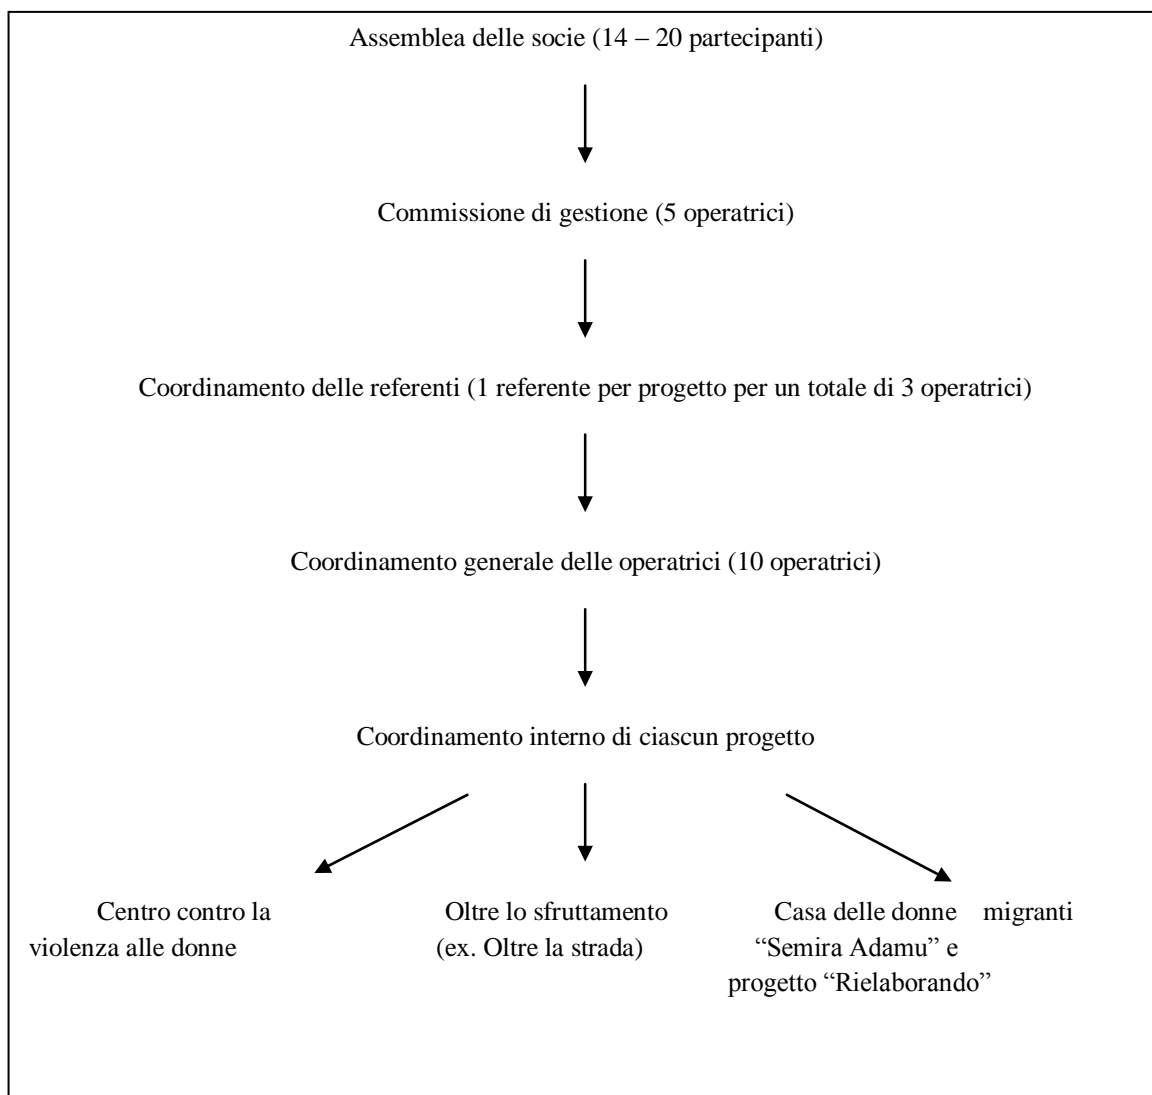 Assemblea delle socie (14 – 20 partecipanti)
Commissione di gestione (5 operatrici)
Coordinamento delle referenti (1 referente per progetto per un totale di 3 operatrici)
Coordinamento generale delle operatrici (10 operatrici)
Coordinamento interno di ciascun progetto
Centro contro la
violenza alle donne
Oltre lo sfruttamento
(ex. Oltre la strada)
Casa delle donne migranti
“Semira Adamu” e
progetto “Rielaborando”